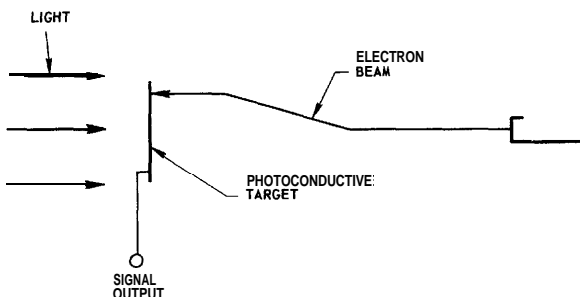 LIGHT
ELECTRON
BEAM
PHOTOCONDUCTIVE
TARGET
SIGNAL
OUTPUT